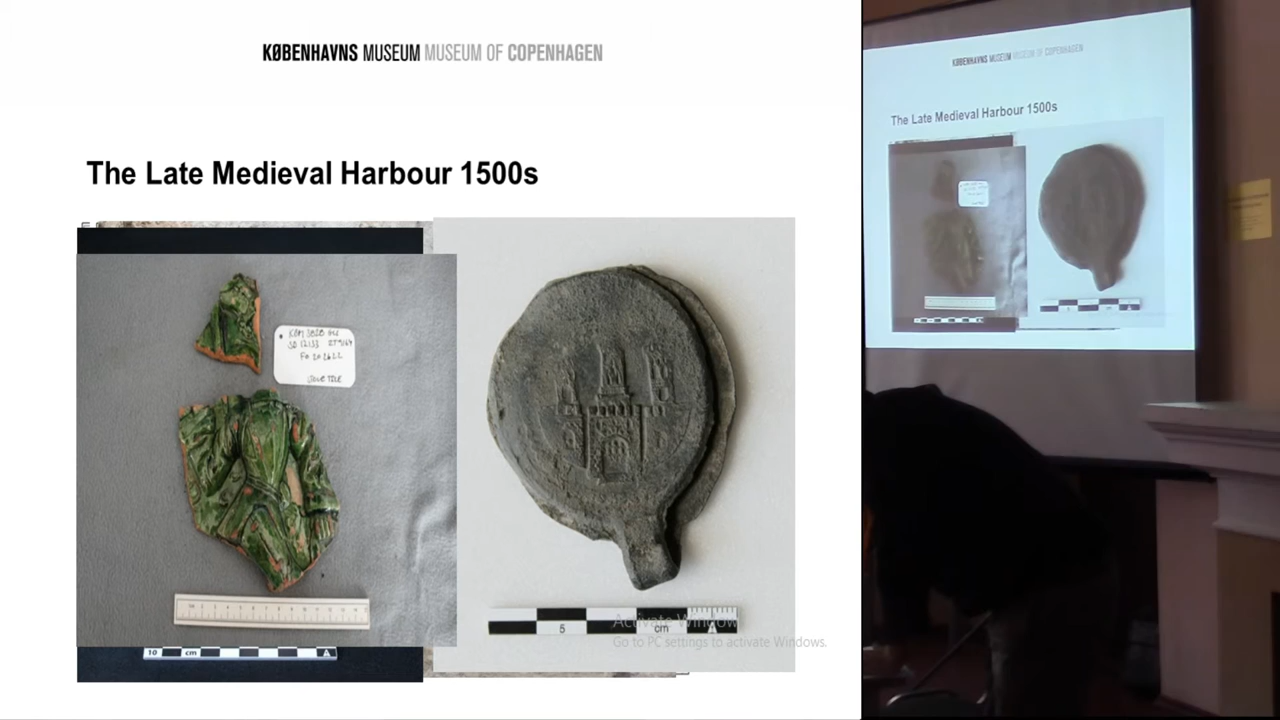 KØBENHAVNS MUSEUM MUSEUM OF COPENHAGEN
The Late Medieval Harbour 1500s
5
cm
A
10
cm
A
Activate Windows
Go to PC settings to activate Windows.
KØBENHAVNS MUSEUM MUSEUM OF COPENHAGEN
The Late Medieval Harbour 1500s